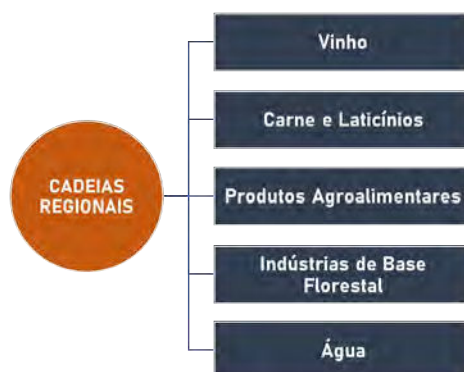 CADEIAS
REGIONAIS
Vinho
Carne e Laticínios
Produtos Agroalimentares
Indústrias de Base
Florestal
Água